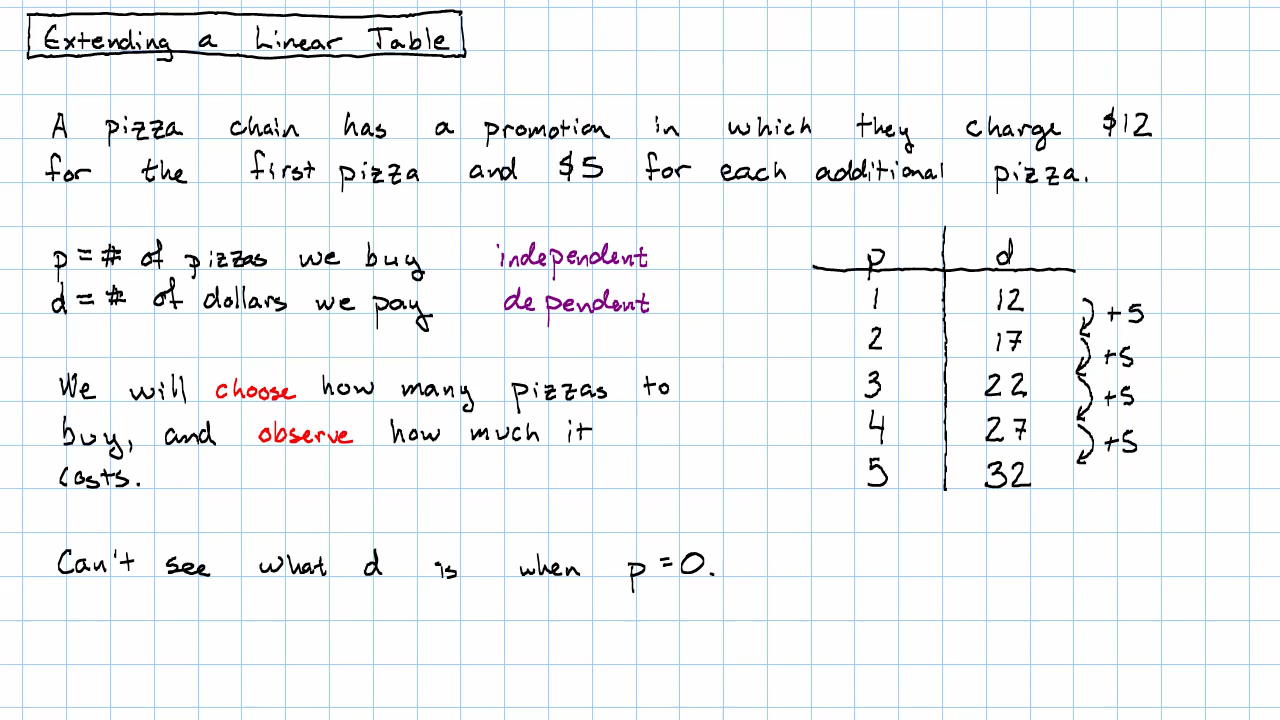 Extending a Linear Table
A pizza chain has a promotion in which they charge $12
for the first pizza and $5 for each additional pizza.
p = # of pizzas we buy independent
d = # of dollars we pay dependent
We will choose how many pizzas to
buy, and observe how much it
costs.
p d
1 12
2 17
3 22
4 27
5 32
+5
+5
+5
+5
Can't see what d is when p = 0.